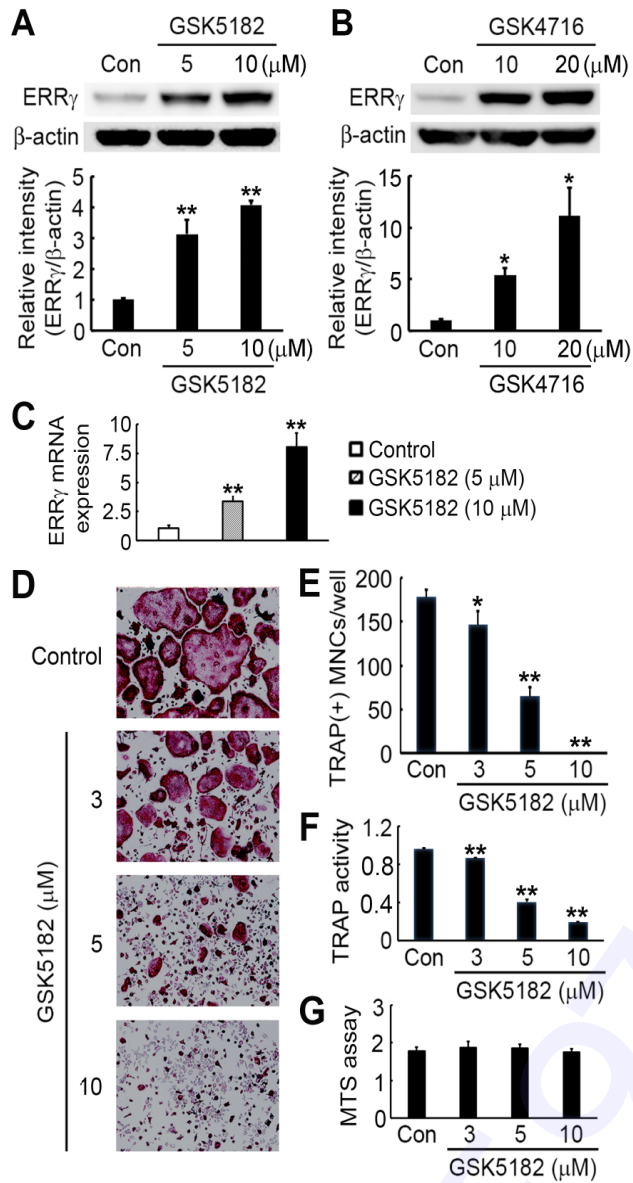 A
GSK5182
Con 5 10 (μM)
ERRγ
β-actin
Relative intensity
(ERRγ/β-actin)
5
4
3
2
1
0
** **
Con 5 10 (μM)
GSK5182
B
GSK4716
Con 10 20 (μM)
ERRγ
β-actin
Relative intensity
(ERRγ/β-actin)
15
10
5
0
* *
Con 10 20 (μM)
GSK4716
C
ERRγ mRNA
expression
10
7.5
5
2.5
0
** **
Control
GSK5182 (5 μM)
GSK5182 (10 μM)
D
Control
GSK5182
(μM)
3
5
10
E
TRAP(+) MNCs/well
200
150
100
50
0
* ** **
Con 3 5 10
GSK5182 (μM)
F
TRAP activity
1.2
0.8
0.4
0
** ** **
Con 3 5 10
GSK5182 (μM)
G
MTS assay
3
2
1
0
Con 3 5 10
GSK5182 (μM)